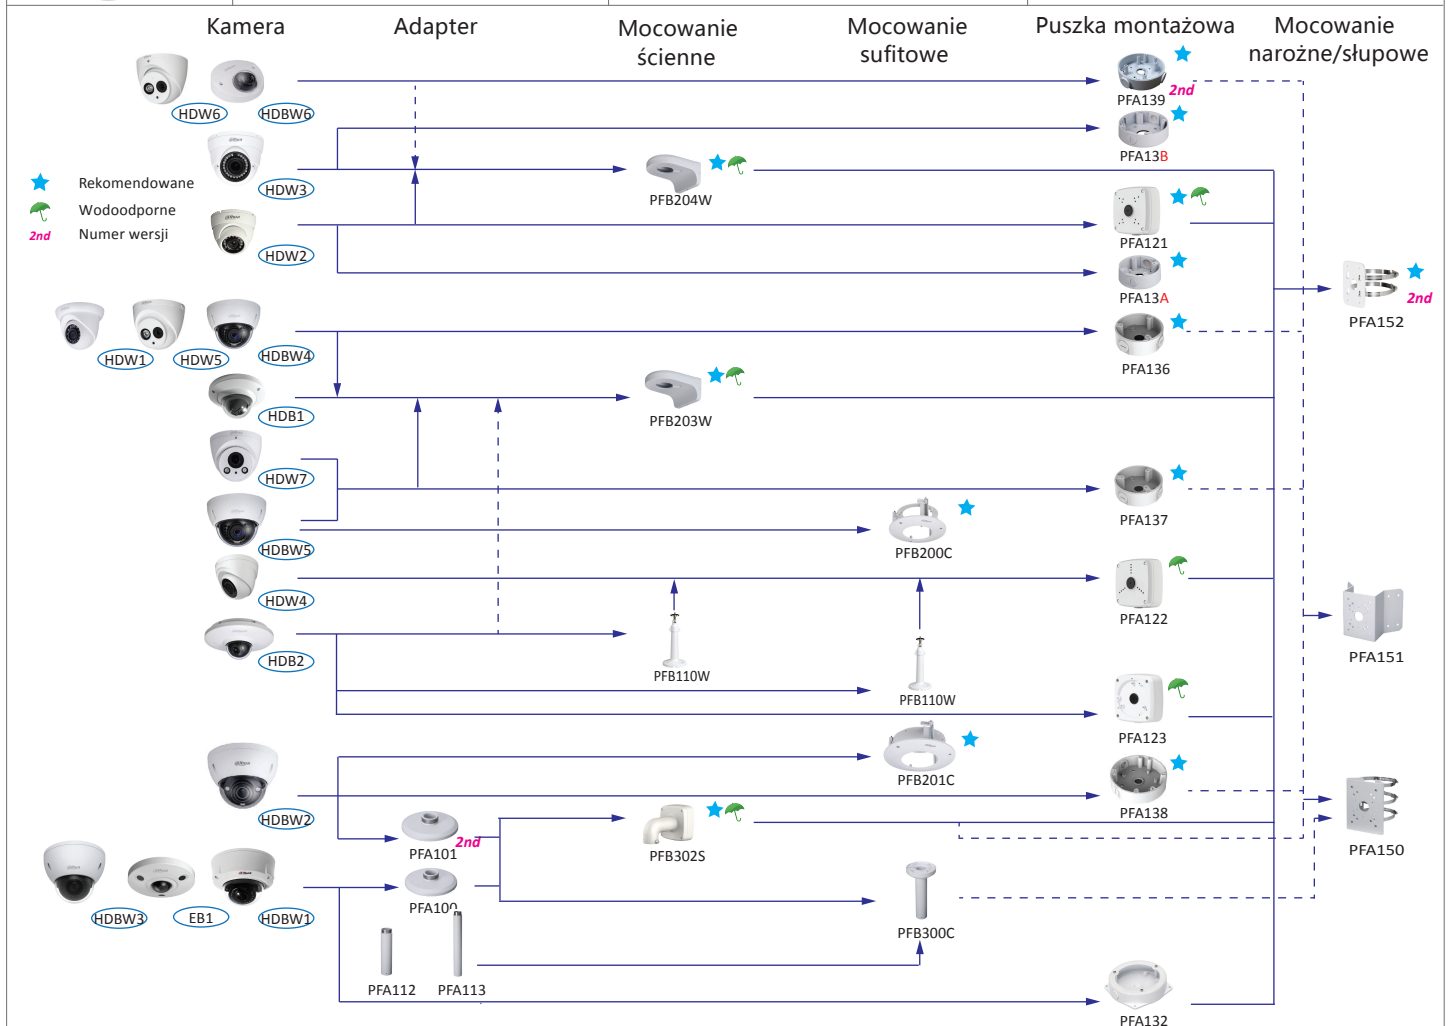 Kamera
Adapter
Mocowanie
ścienne
Mocowanie
sufitowe
Puszka montażowa
Mocowanie
narożne/słupowe
HDW6
HDBW6
PFA139
2nd
PFA13B
HDW3
Rekomendowane
Wodoodporne
2nd
Numer wersji
PFB204W
HDW2
PFA121
PFA13A
2nd
PFA152
HDW1
HDW5
HDBW4
PFA136
HDB1
PFB203W
HDW7
PFA137
HDBW5
PFB200C
HDW4
PFA122
HDB2
PFB110W
PFB110W
PFA151
PFA123
PFB201C
HDBW2
PFA138
PFA101
2nd
PFB302S
PFA150
HDBW3
EB1
HDBW1
PFA100
PFB300C
PFA112
PFA113
PFA132